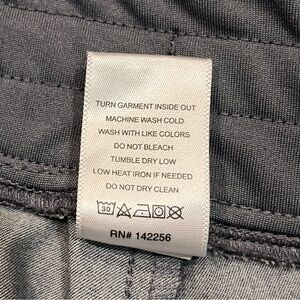 TURN GARMENT INSIDE OUT
MACHINE WASH COLD
WASH WITH LIKE COLORS
DO NOT BLEACH
TUMBLE DRY LOW
LOW HEAT IRON IF NEEDED
DO NOT DRY CLEAN
30
RN# 142256